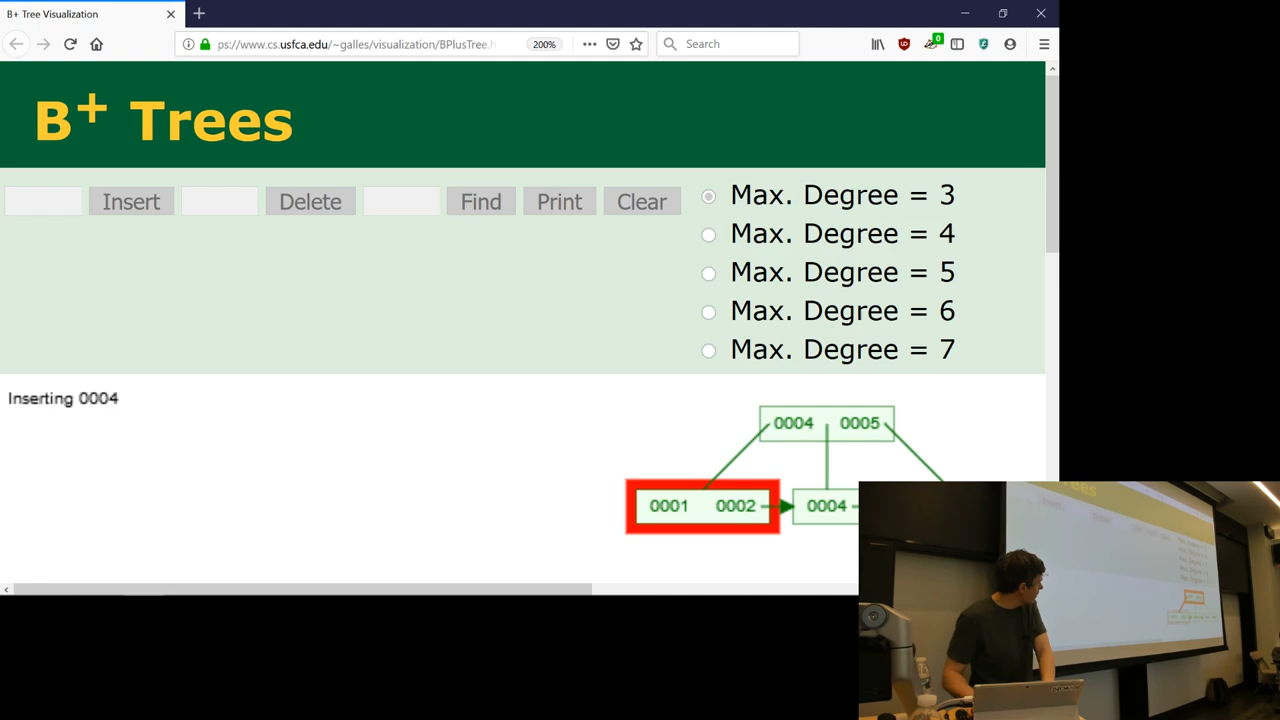 B+ Tree Visualization
ps://www.cs.usfca.edu/~galles/visualization/BPlusTree.h
200%
Search
0
B+ Trees
Insert
Delete
Find
Print
Clear
Max. Degree = 3
Max. Degree = 4
Max. Degree = 5
Max. Degree = 6
Max. Degree = 7
Inserting 0004
0004 0005
0001 0002
0004